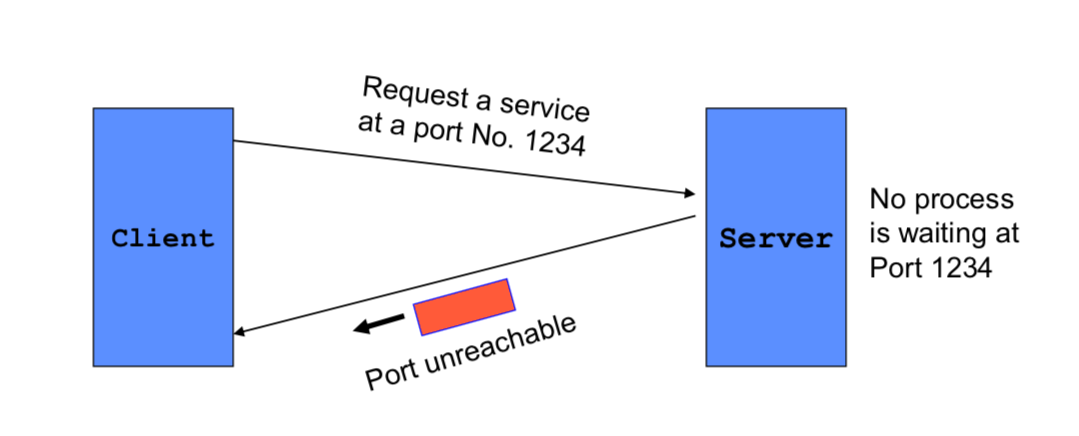 Request a service
at a port No. 1234
Client
Server
No process
is waiting at
Port 1234
Port unreachable